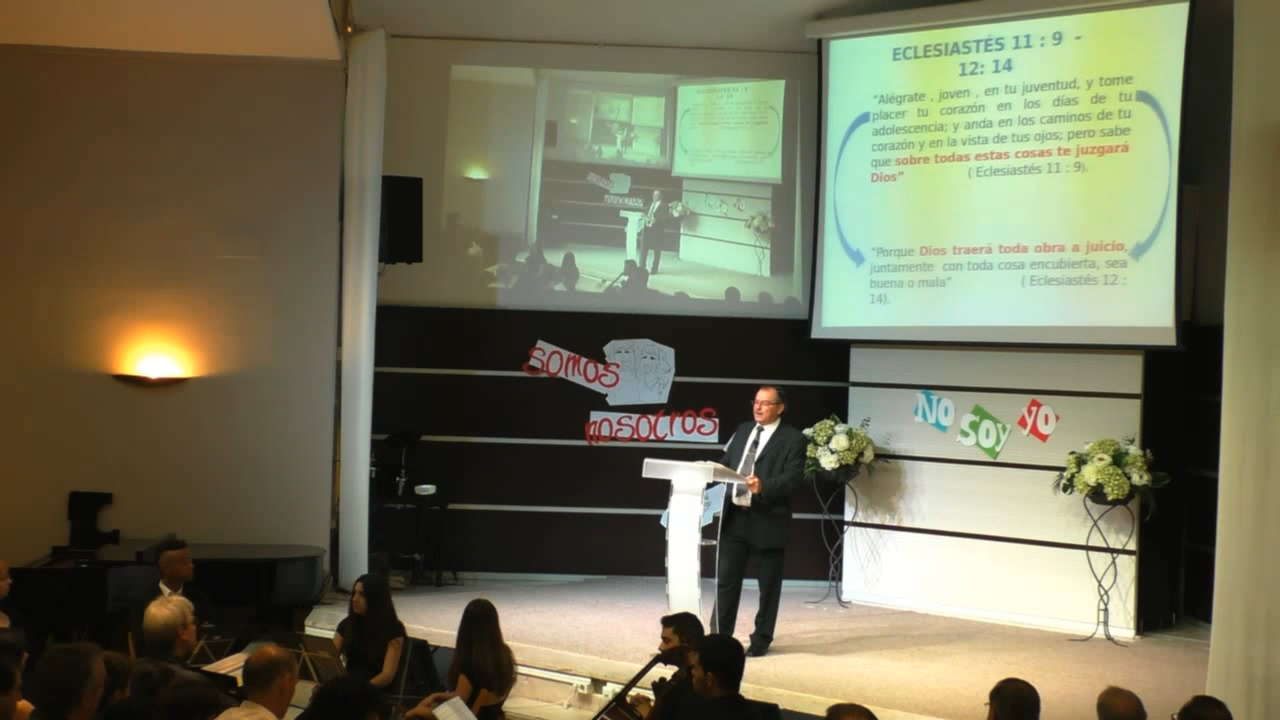 ECLESIASTÉS 11 : 9 -
12: 14
"Alégrate , joven , en tu juventud, y tome
placer tu corazón en los días de tu
adolescencia; y anda en los caminos de tu
corazón y en la vista de tus ojos; pero sabe
que sobre todas estas cosas te juzgará
Dios" ( Eclesiastés 11 : 9).
"Porque Dios traerá toda obra a juicio,
juntamente con toda cosa encubierta, sea
buena o mala" ( Eclesiastés 12 :
14).
somos
nosotros
No
Soy
yo